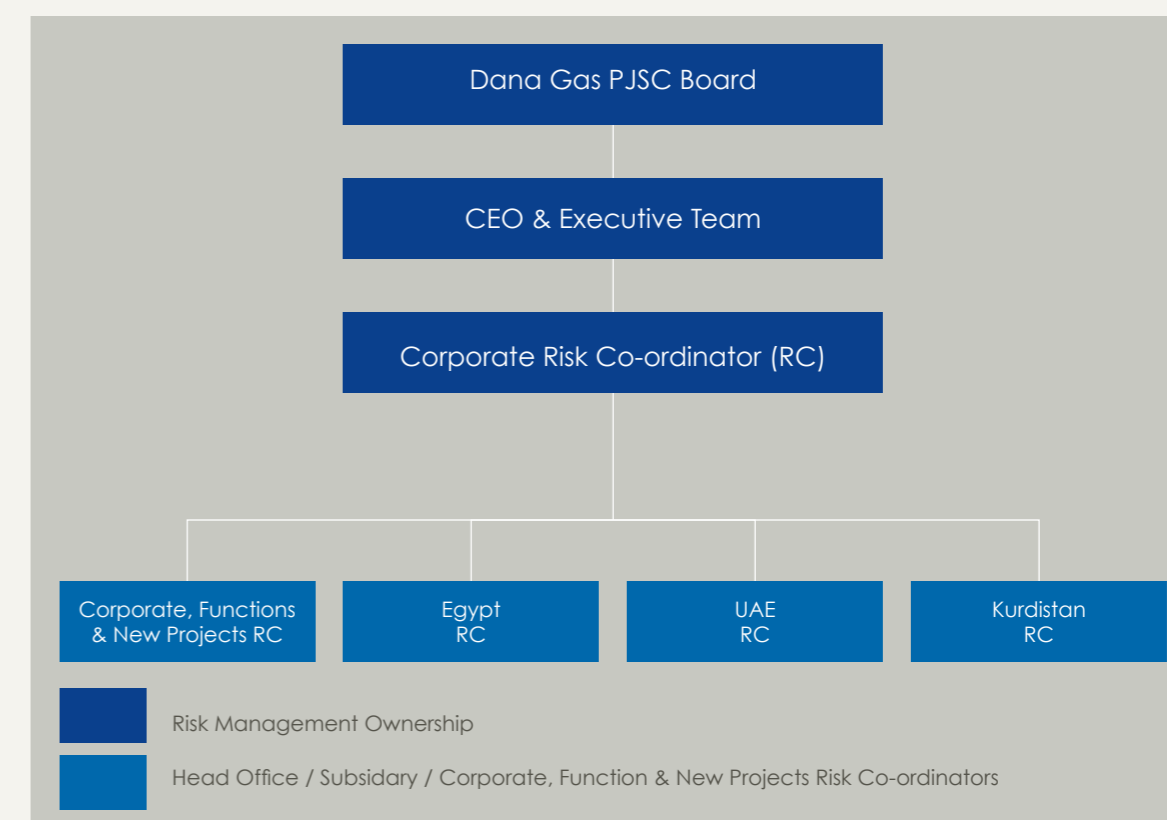 Dana Gas PJSC Board
CEO & Executive Team
Corporate Risk Co-ordinator (RC)
Corporate, Functions
& New Projects RC
Egypt
RC
UAE
RC
Kurdistan
RC
Risk Management Ownership
Head Office / Subsidary / Corporate, Function & New Projects Risk Co-ordinators